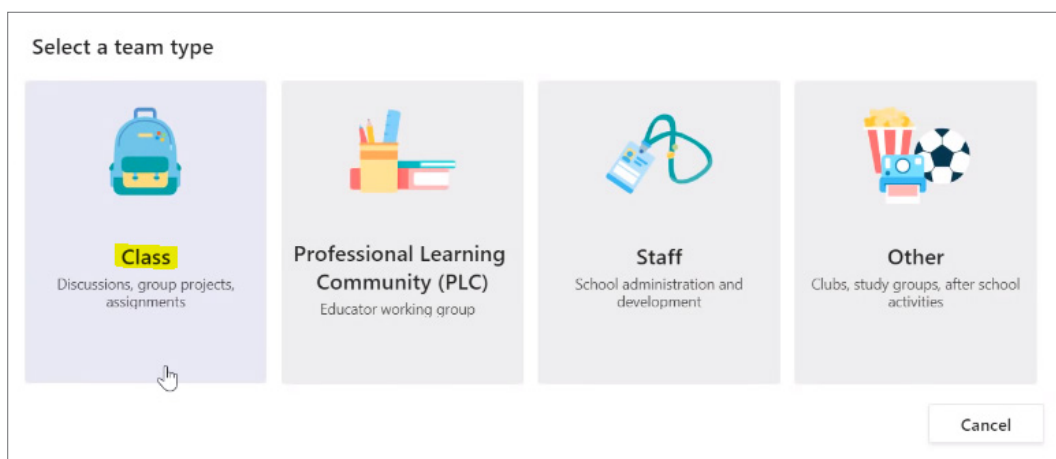 Select a team type
Class
Discussions, group projects,
assignments
Professional Learning
Community (PLC)
Educator working group
Staff
School administration and
development
Other
Clubs, study groups, after school
activities
Cancel